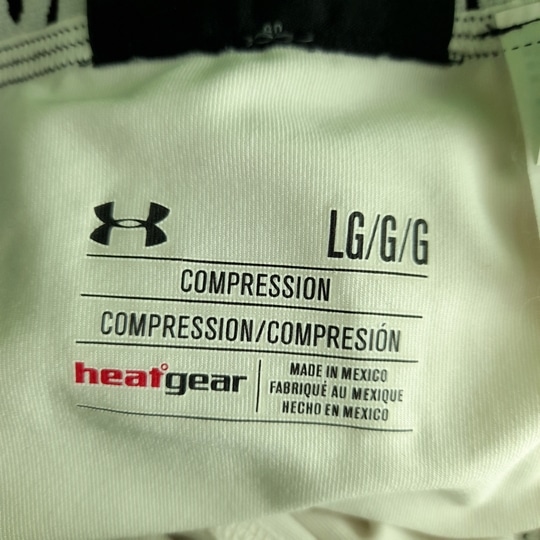 LG/G/G
COMPRESSION
COMPRESSION/COMPRESIÓN
heatgear
MADE IN MEXICO
FABRIQUÉ AU MEXIQUE
HECHO EN MEXICO